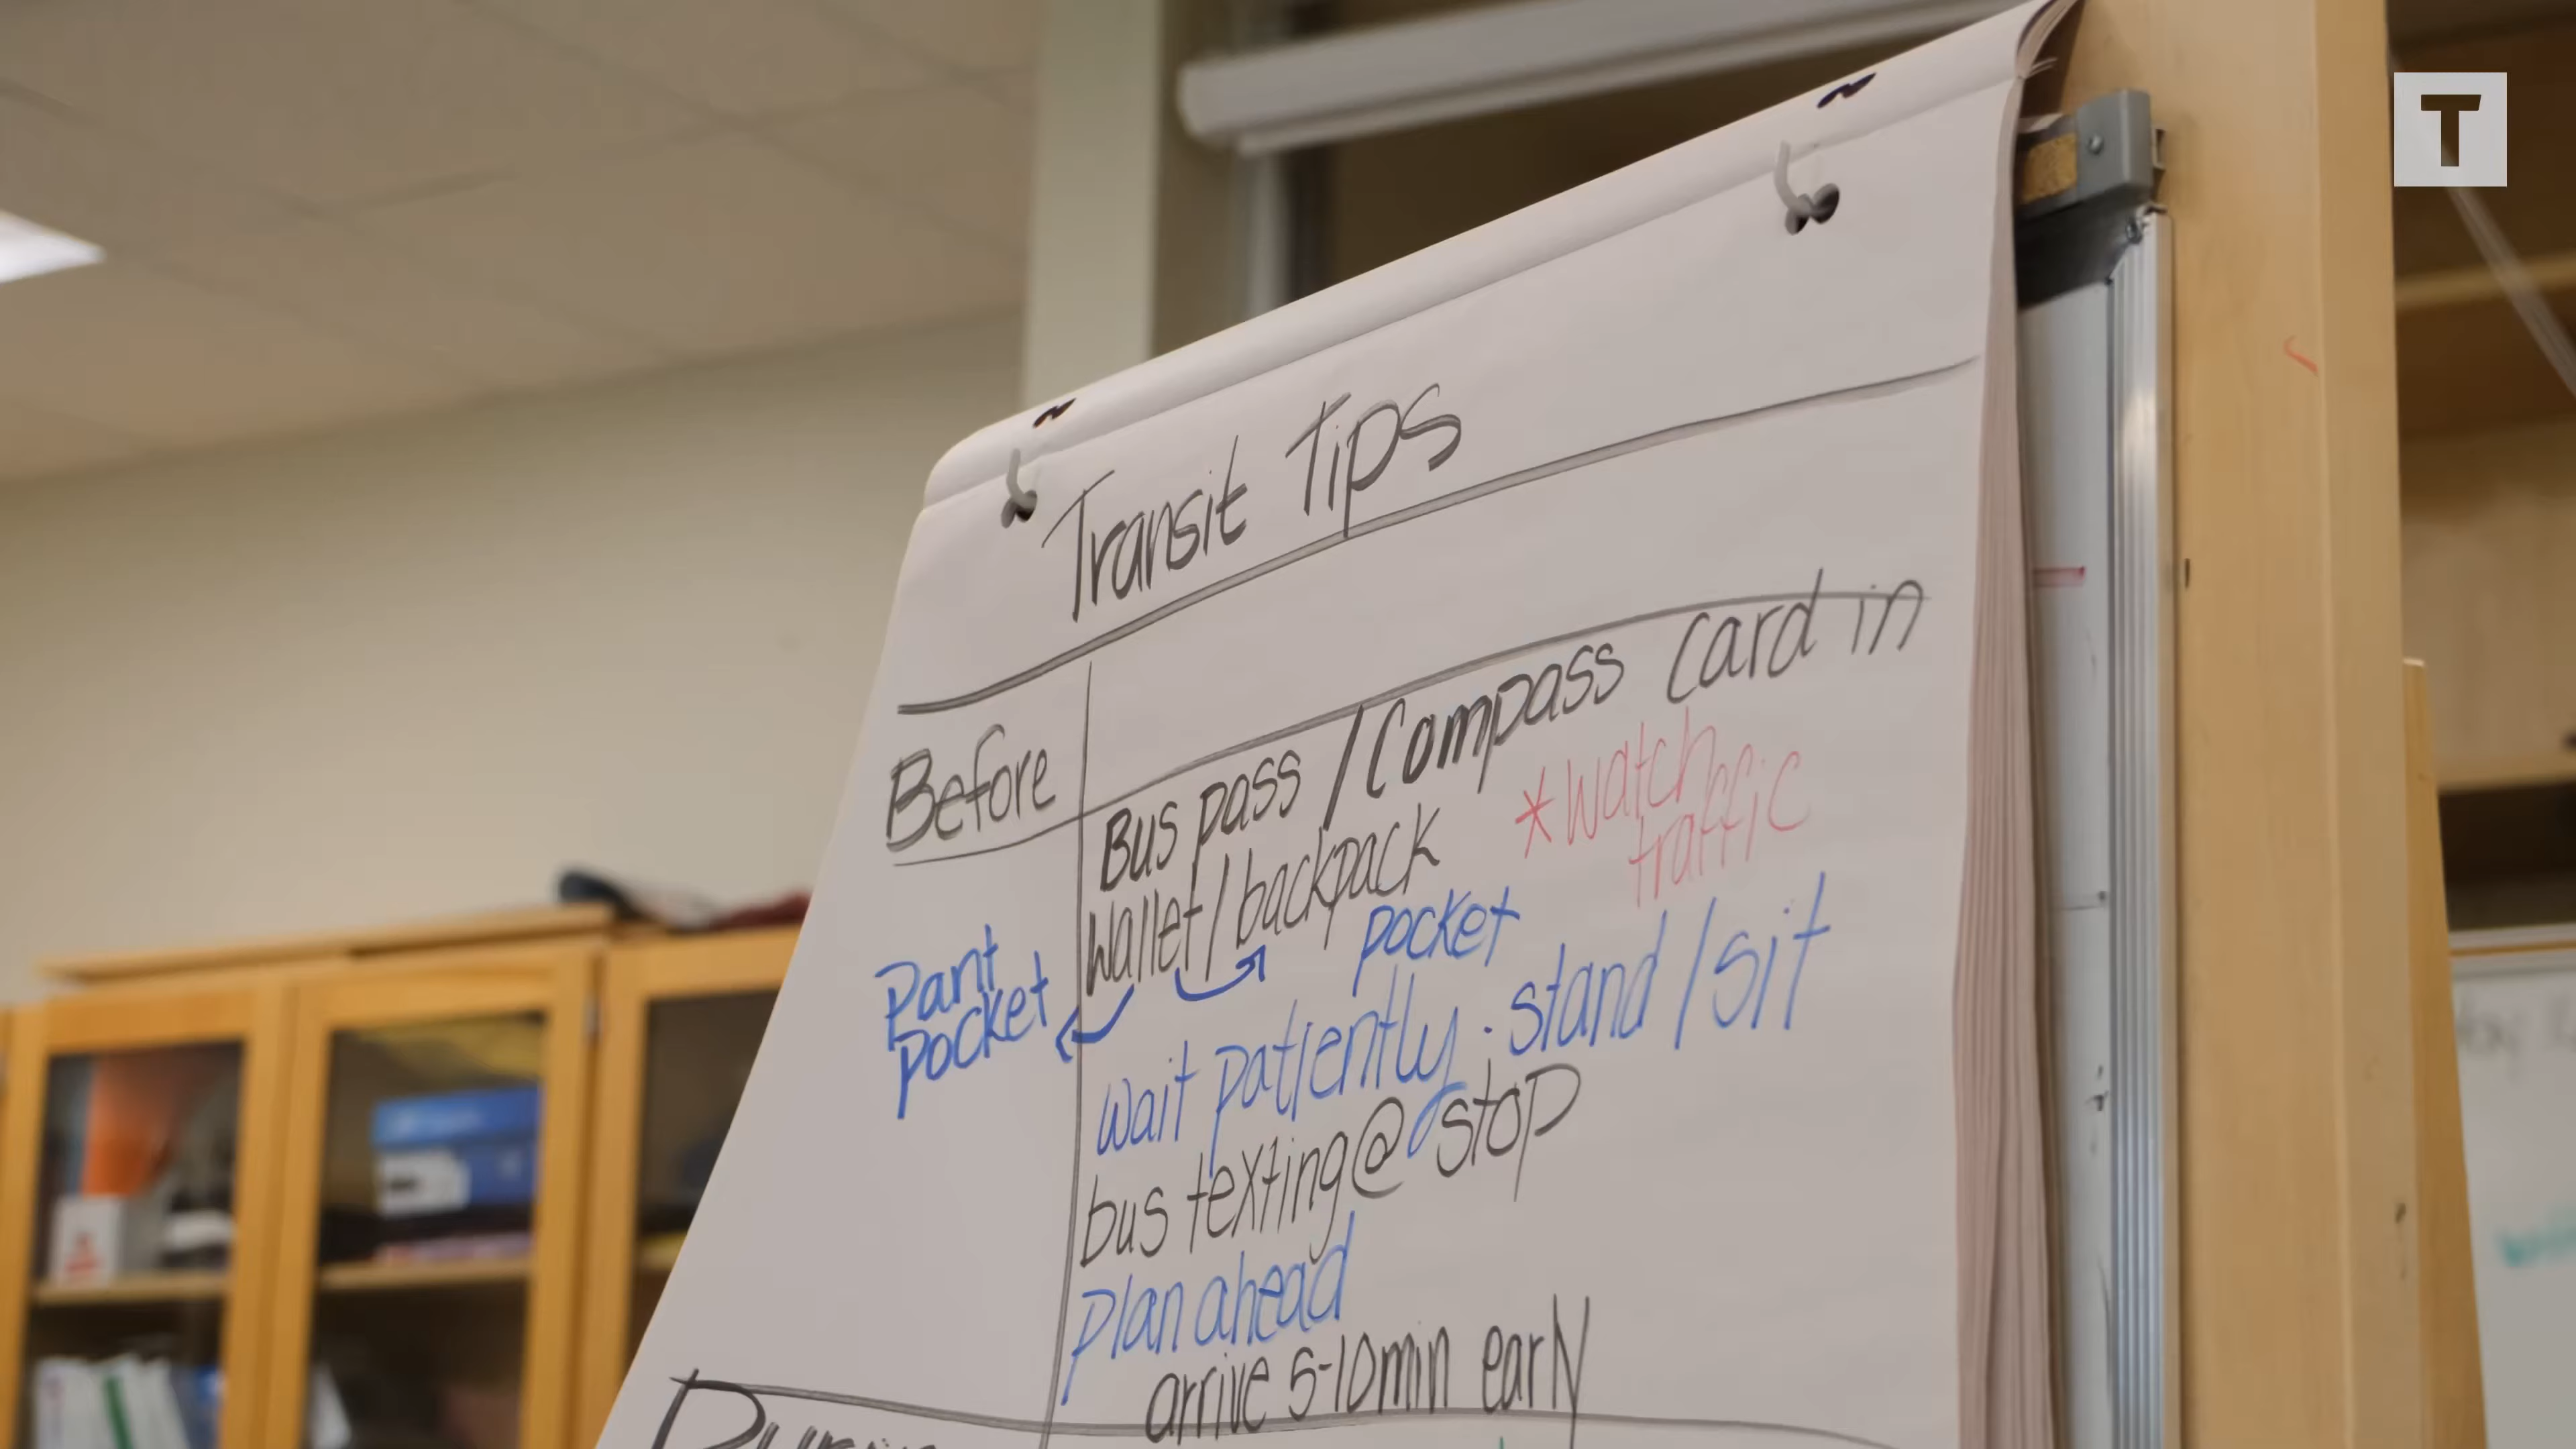 T
Transit Tips
Before
Bus pass / Compass card in
wallet / backpack
*watch
traffic
pocket
Pant
pocket
wait patiently. stand / sit
bus texting @ stop
Plan ahead
arrive 5-10min early